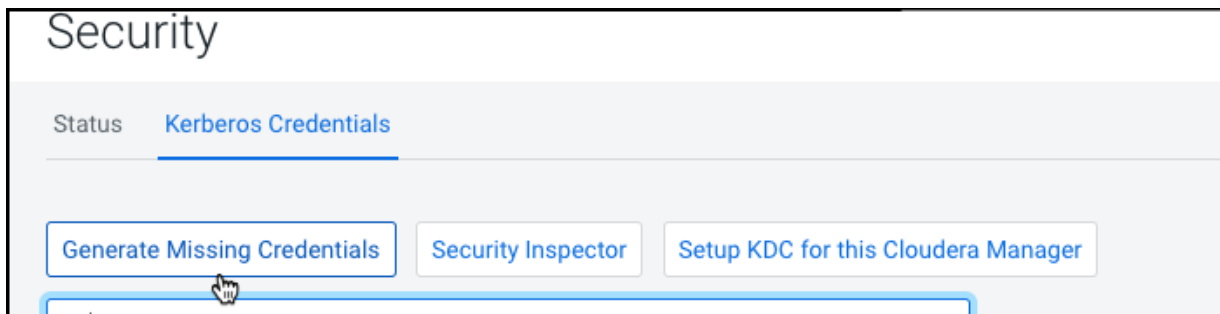 Security
Status Kerberos Credentials
Generate Missing Credentials Security Inspector Setup KDC for this Cloudera Manager